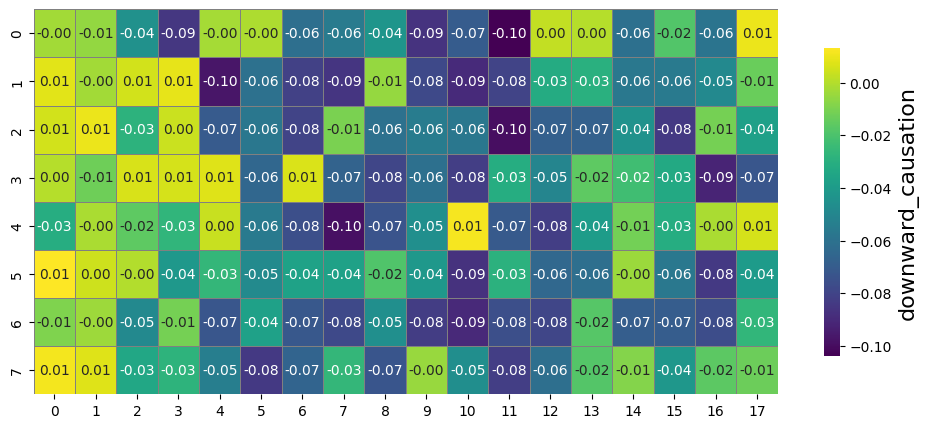 0 -0.00 -0.01 -0.04 -0.09 -0.00 -0.00 -0.06 -0.06 -0.04 -0.09 -0.07 -0.10 0.00 0.00 -0.06 -0.02 -0.06 0.01
1 0.01 -0.00 0.01 0.01 -0.10 -0.06 -0.08 -0.09 -0.01 -0.08 -0.09 -0.08 -0.03 -0.03 -0.06 -0.06 -0.05 -0.01
2 0.01 0.01 -0.03 0.00 -0.07 -0.06 -0.08 -0.01 -0.06 -0.06 -0.06 -0.10 -0.07 -0.07 -0.04 -0.08 -0.01 -0.04
3 0.00 -0.01 0.01 0.01 0.01 -0.06 0.01 -0.07 -0.08 -0.06 -0.08 -0.03 -0.05 -0.02 -0.02 -0.03 -0.09 -0.07
4 -0.03 -0.00 -0.02 -0.03 0.00 -0.06 -0.08 -0.10 -0.07 -0.05 0.01 -0.07 -0.08 -0.04 -0.01 -0.03 -0.00 0.01
5 0.01 0.00 -0.00 -0.04 -0.03 -0.05 -0.04 -0.04 -0.02 -0.04 -0.09 -0.03 -0.06 -0.06 -0.00 -0.06 -0.08 -0.04
6 -0.01 -0.00 -0.05 -0.01 -0.07 -0.04 -0.07 -0.08 -0.05 -0.08 -0.09 -0.08 -0.08 -0.02 -0.07 -0.07 -0.08 -0.03
7 0.01 0.01 -0.03 -0.03 -0.05 -0.08 -0.07 -0.03 -0.07 -0.00 -0.05 -0.08 -0.06 -0.02 -0.01 -0.04 -0.02 -0.01
0 1 2 3 4 5 6 7 8 9 10 11 12 13 14 15 16 17
0.00
−0.02
−0.04
−0.06
−0.08
−0.10
downward_causation